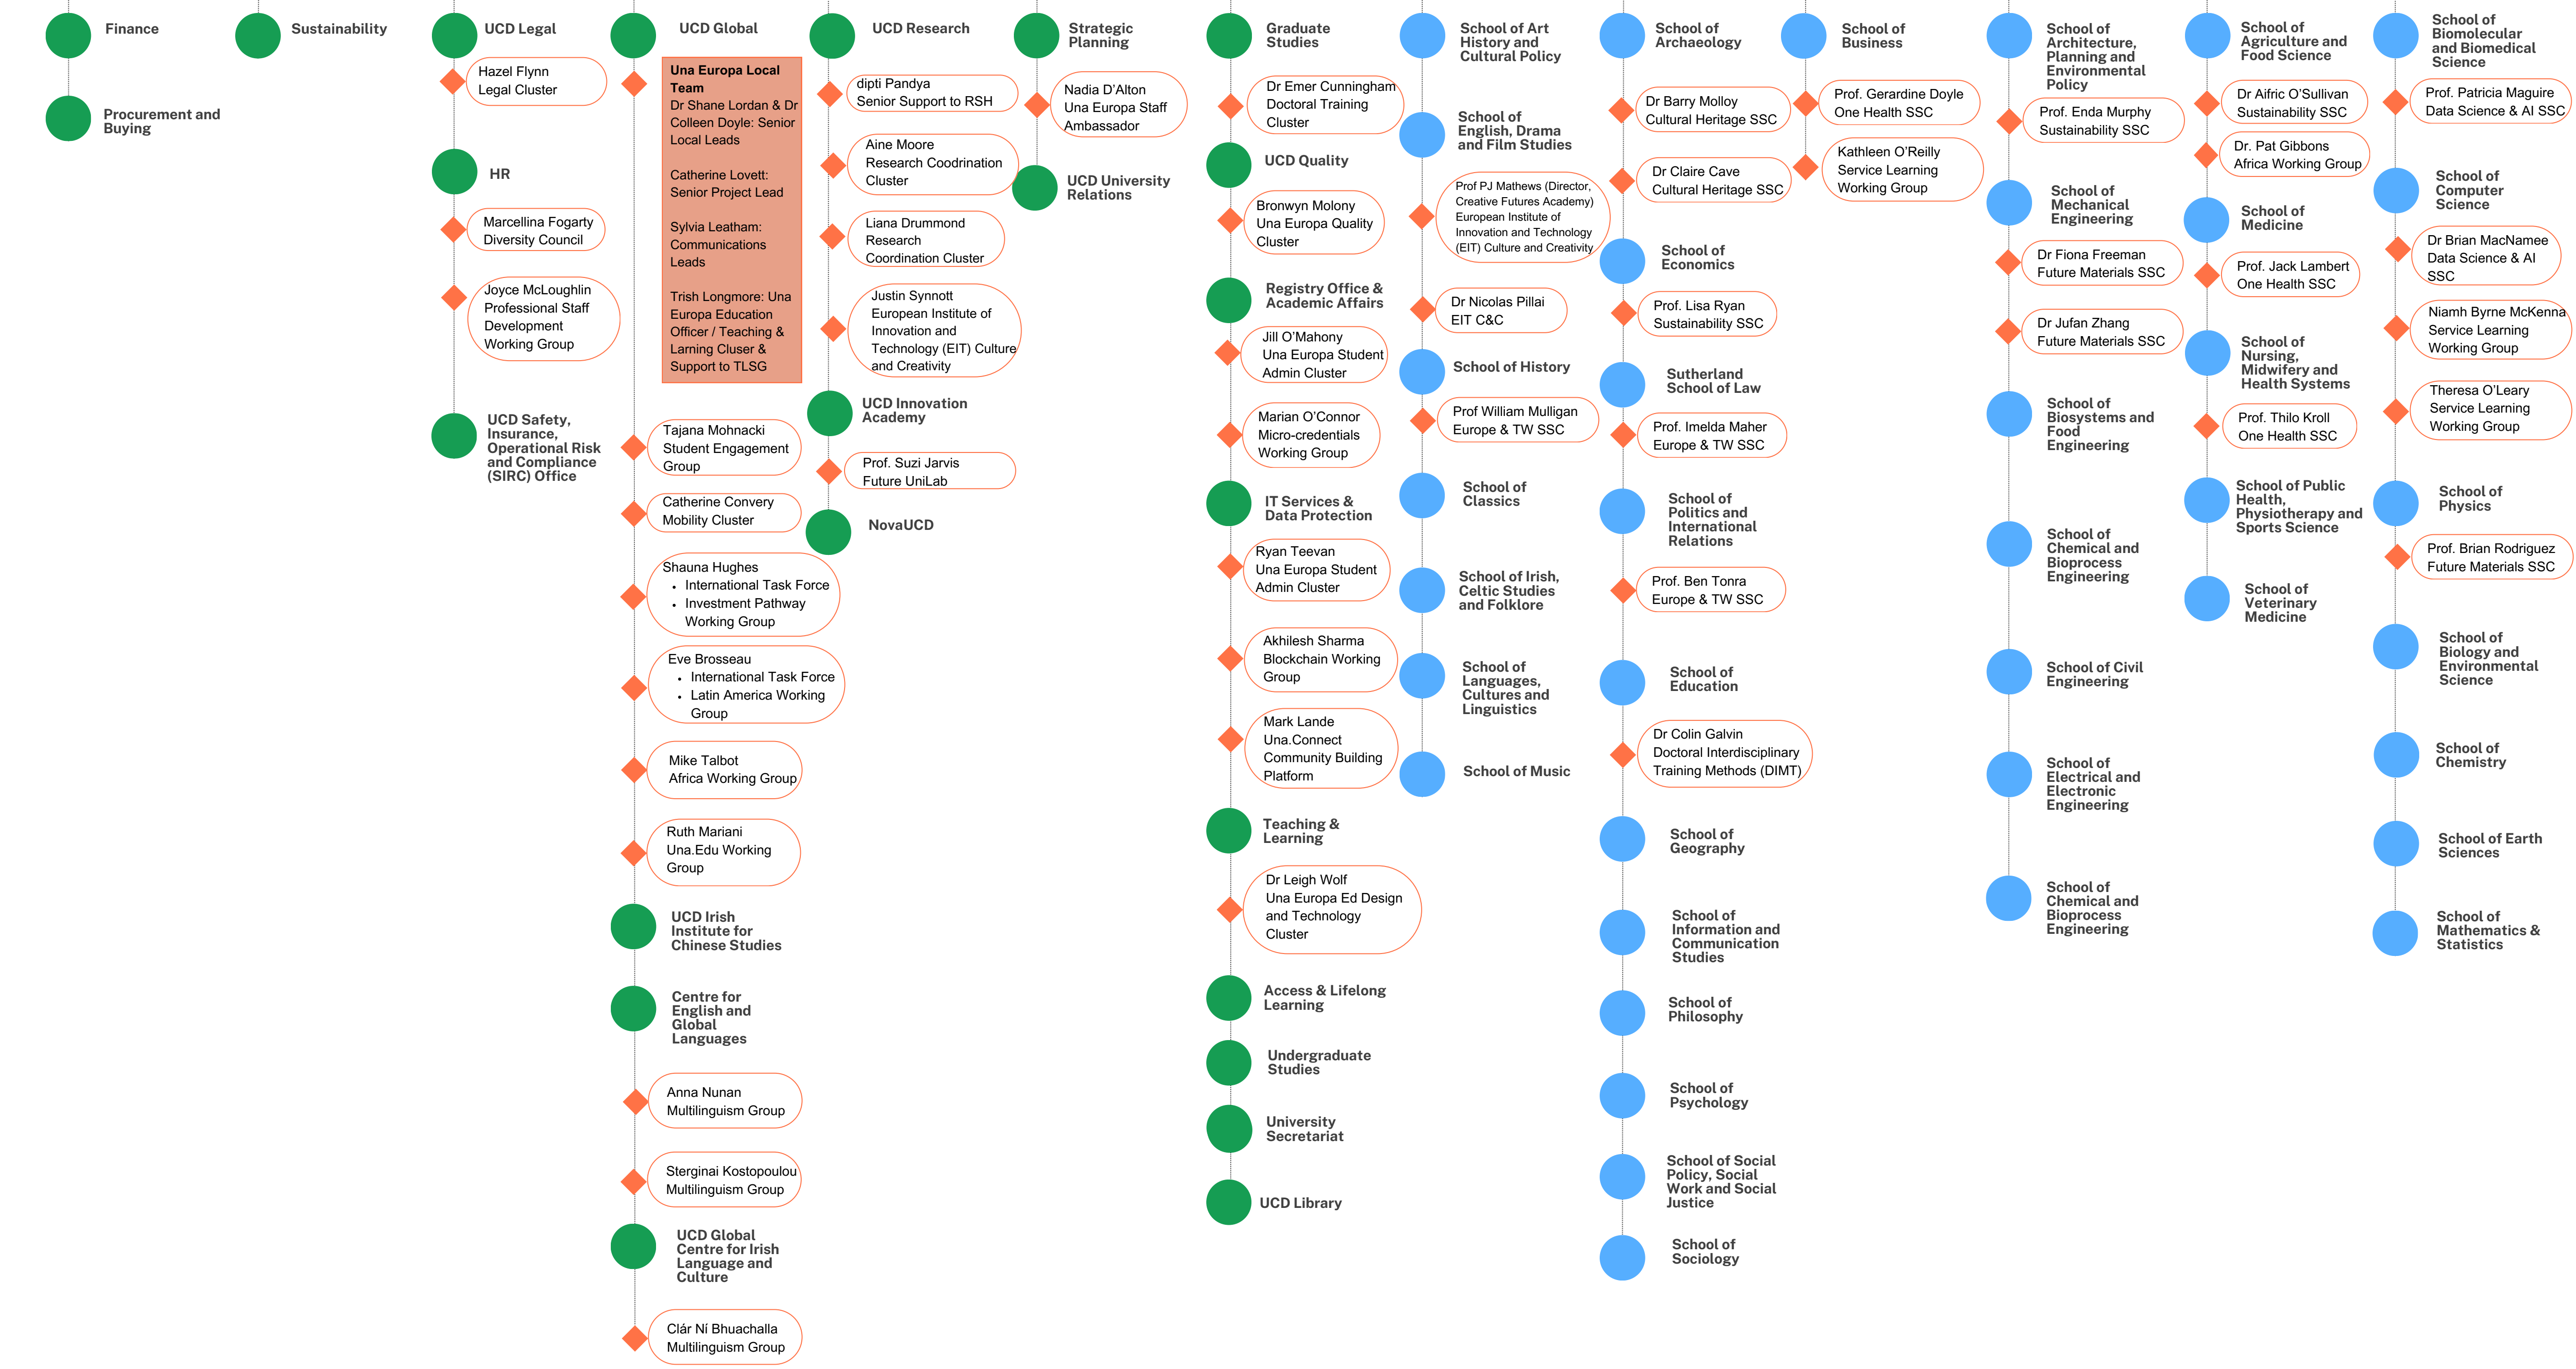 Finance
Procurement and
Buying
Sustainability
UCD Legal
Hazel Flynn
Legal Cluster
HR
Marcellina Fogarty
Diversity Council
Joyce McLoughlin
Professional Staff
Development
Working Group
UCD Safety,
Insurance,
Operational Risk
and Compliance
(SIRC) Office
UCD Global
Una Europa Local
Team
Dr Shane Lordan & Dr
Colleen Doyle: Senior
Local Leads
Catherine Lovett:
Senior Project Lead
Sylvia Leatham:
Communications
Leads
Trish Longmore: Una
Europa Education
Officer / Teaching &
Larning Cluser &
Support to TLSG
Tajana Mohnacki
Student Engagement
Group
Catherine Convery
Mobility Cluster
Shauna Hughes
• International Task Force
• Investment Pathway
Working Group
Eve Brosseau
• International Task Force
• Latin America Working
Group
Mike Talbot
Africa Working Group
Ruth Mariani
Una.Edu Working
Group
UCD Irish
Institute for
Chinese Studies
Centre for
English and
Global
Languages
Anna Nunan
Multilinguism Group
Sterginai Kostopoulou
Multilinguism Group
UCD Global
Centre for Irish
Language and
Culture
Clár Ní Bhuachalla
Multilinguism Group
UCD Research
dipti Pandya
Senior Support to RSH
Aine Moore
Research Coodrination
Cluster
Liana Drummond
Research
Coordination Cluster
Justin Synnott
European Institute of
Innovation and
Technology (EIT) Culture
and Creativity
UCD Innovation
Academy
Prof. Suzi Jarvis
Future UniLab
NovaUCD
Strategic
Planning
Nadia D'Alton
Una Europa Staff
Ambassador
UCD University
Relations
Graduate
Studies
Dr Emer Cunningham
Doctoral Training
Cluster
UCD Quality
Bronwyn Molony
Una Europa Quality
Cluster
Registry Office &
Academic Affairs
Jill O'Mahony
Una Europa Student
Admin Cluster
Marian O'Connor
Micro-credentials
Working Group
IT Services &
Data Protection
Ryan Teevan
Una Europa Student
Admin Cluster
Akhilesh Sharma
Blockchain Working
Group
Mark Lande
Una.Connect
Community Building
Platform
Teaching &
Learning
Dr Leigh Wolf
Una Europa Ed Design
and Technology
Cluster
Access & Lifelong
Learning
Undergraduate
Studies
University
Secretariat
UCD Library
School of Art
History and
Cultural Policy
School of
English, Drama
and Film Studies
Prof PJ Mathews (Director,
Creative Futures Academy)
European Institute of
Innovation and Technology
(EIT) Culture and Creativity
Dr Nicolas Pillai
EIT C&C
School of History
Prof William Mulligan
Europe & TW SSC
School of
Classics
School of Irish,
Celtic Studies
and Folklore
School of
Languages,
Cultures and
Linguistics
School of Music
School of
Archaeology
Dr Barry Molloy
Cultural Heritage SSC
Dr Claire Cave
Cultural Heritage SSC
School of
Economics
Prof. Lisa Ryan
Sustainability SSC
Sutherland
School of Law
Prof. Imelda Maher
Europe & TW SSC
School of
Politics and
International
Relations
Prof. Ben Tonra
Europe & TW SSC
School of
Education
Dr Colin Galvin
Doctoral Interdisciplinary
Training Methods (DIMT)
School of
Geography
School of
Information and
Communication
Studies
School of
Philosophy
School of
Psychology
School of Social
Policy, Social
Work and Social
Justice
School of
Sociology
School of
Business
Prof. Gerardine Doyle
One Health SSC
Kathleen O'Reilly
Service Learning
Working Group
School of
Architecture,
Planning and
Environmental
Policy
Prof. Enda Murphy
Sustainability SSC
School of
Mechanical
Engineering
Dr Fiona Freeman
Future Materials SSC
Dr Jufan Zhang
Future Materials SSC
School of
Biosystems and
Food
Engineering
School of
Chemical and
Bioprocess
Engineering
School of Civil
Engineering
School of
Electrical and
Electronic
Engineering
School of
Chemical and
Bioprocess
Engineering
School of
Agriculture and
Food Science
Dr Aifric O'Sullivan
Sustainability SSC
Dr. Pat Gibbons
Africa Working Group
School of
Medicine
Prof. Jack Lambert
One Health SSC
School of
Nursing,
Midwifery and
Health Systems
Prof. Thilo Kroll
One Health SSC
School of Public
Health,
Physiotherapy and
Sports Science
School of
Veterinary
Medicine
School of
Biomolecular
and Biomedical
Science
Prof. Patricia Maguire
Data Science & AI SSC
School of
Computer
Science
Dr Brian MacNamee
Data Science & AI
SSC
Niamh Byrne McKenna
Service Learning
Working Group
Theresa O'Leary
Service Learning
Working Group
School of
Physics
Prof. Brian Rodriguez
Future Materials SSC
School of
Biology and
Environmental
Science
School of
Chemistry
School of Earth
Sciences
School of
Mathematics &
Statistics